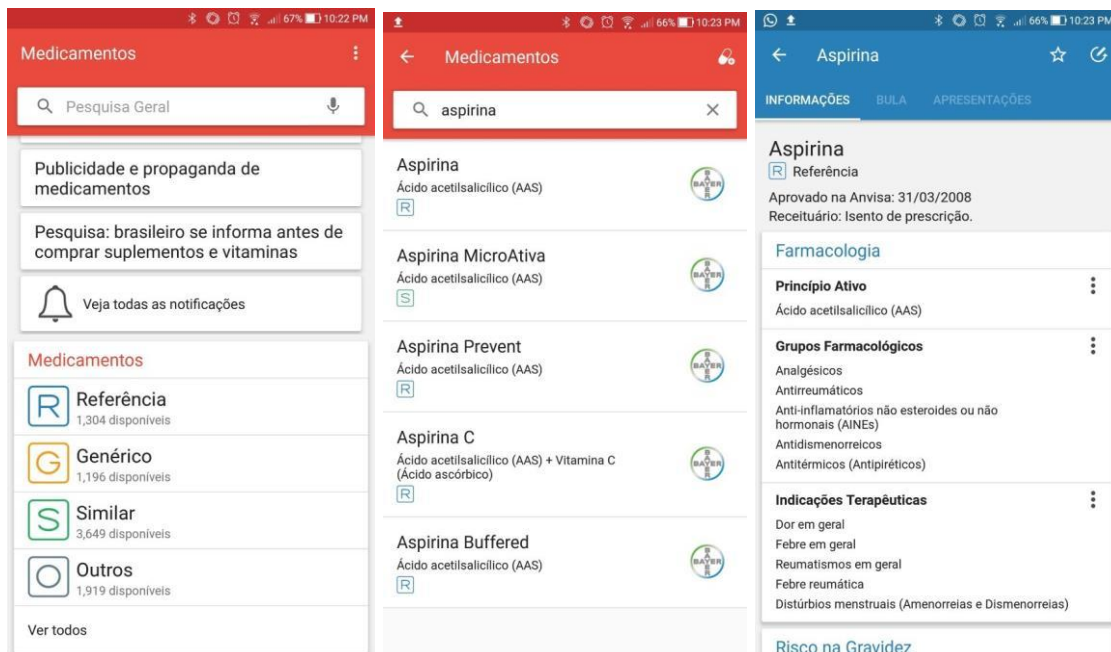 67% 10:22 PM
Medicamentos
Pesquisa Geral
Publicidade e propaganda de
medicamentos
Pesquisa: brasileiro se informa antes de
comprar suplementos e vitaminas
Veja todas as notificações
Medicamentos
R
Referência
1,304 disponíveis
G
Genérico
1,196 disponíveis
S
Similar
3,649 disponíveis
O
Outros
1,919 disponíveis
Ver todos
66% 10:23 PM
Medicamentos
aspirina
Aspirina
Ácido acetilsalicílico (AAS)
R
BAYER
Aspirina MicroAtiva
Ácido acetilsalicílico (AAS)
S
BAYER
Aspirina Prevent
Ácido acetilsalicílico (AAS)
R
BAYER
Aspirina C
Ácido acetilsalicílico (AAS) + Vitamina C
(Ácido ascórbico)
R
BAYER
Aspirina Buffered
Ácido acetilsalicílico (AAS)
R
BAYER
66% 10:23 PM
Aspirina
INFORMAÇÕES BULA APRESENTAÇÕES
Aspirina
R Referência
Aprovado na Anvisa: 31/03/2008
Receituário: Isento de prescrição.
Farmacologia
Princípio Ativo
Ácido acetilsalicílico (AAS)
Grupos Farmacológicos
Analgésicos
Antirreumáticos
Anti-inflamatórios não esteroides ou não
hormonais (AINEs)
Antidismenorreicos
Antitérmicos (Antipiréticos)
Indicações Terapêuticas
Dor em geral
Febre em geral
Reumatismos em geral
Febre reumática
Distúrbios menstruais (Amenorreias e Dismenorreias)
Risco na Gravidez